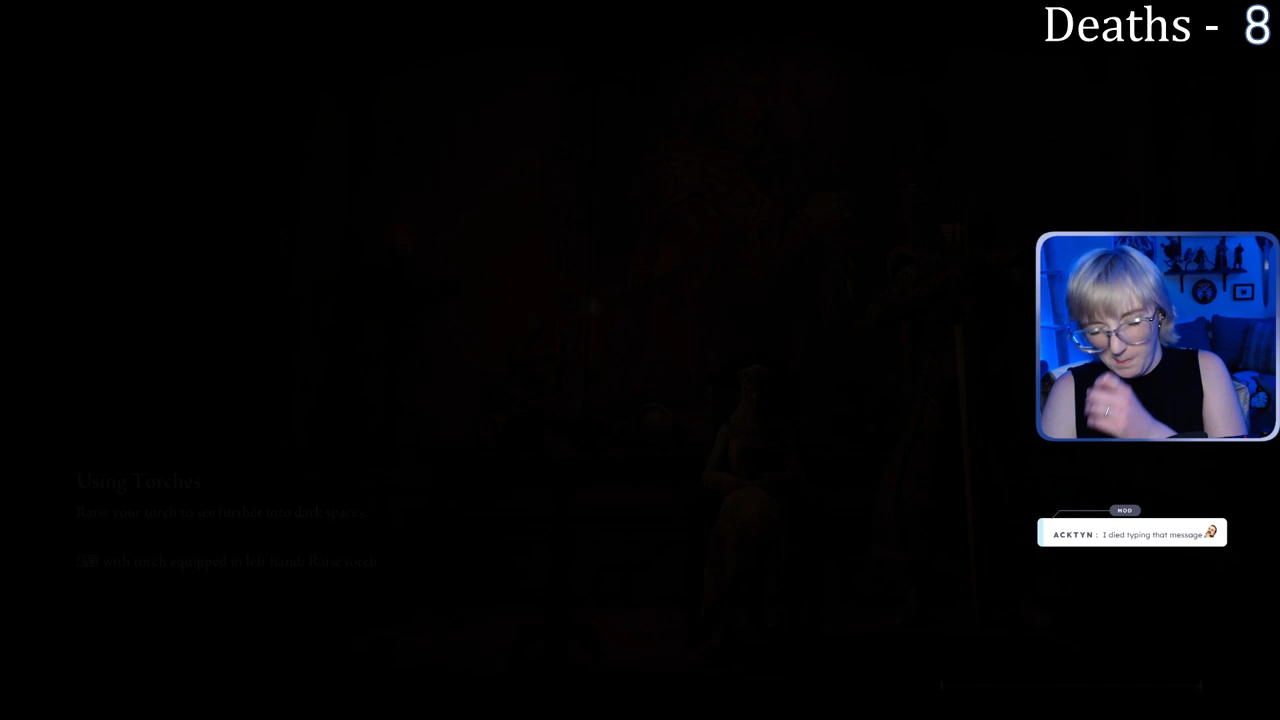 Deaths - 8
MOD
ACKTYN : I died typing that message
Using Torches
Raise your torch to see further into dark spaces.
with torch equipped in left hand: Raise torch